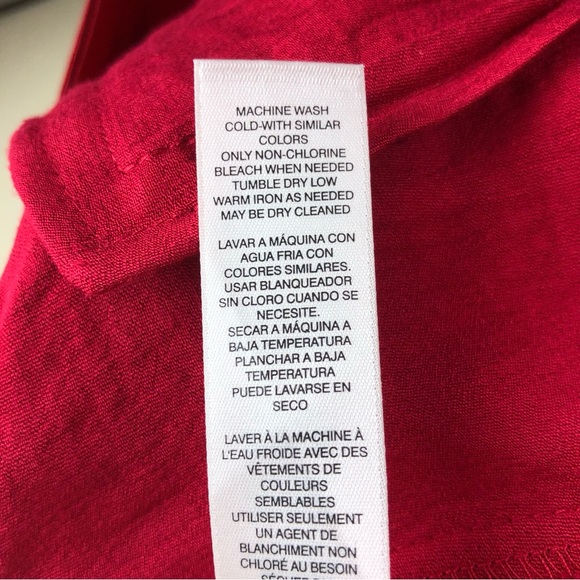 MACHINE WASH
COLD-WITH SIMILAR
COLORS
ONLY NON-CHLORINE
BLEACH WHEN NEEDED
TUMBLE DRY LOW
WARM IRON AS NEEDED
MAY BE DRY CLEANED
LAVAR A MÁQUINA CON
AGUA FRIA CON
COLORES SIMILARES.
USAR BLANQUEADOR
SIN CLORO CUANDO SE
NECESITE.
SECAR A MÁQUINA A
BAJA TEMPERATURA
PLANCHAR A BAJA
TEMPERATURA
PUEDE LAVARSE EN
SECO
LAVER À LA MACHINE À
L'EAU FROIDE AVEC DES
VÊTEMENTS DE
COULEURS
SEMBLABLES
UTILISER SEULEMENT
UN AGENT DE
BLANCHIMENT NON
CHLORÉ AU BESOIN